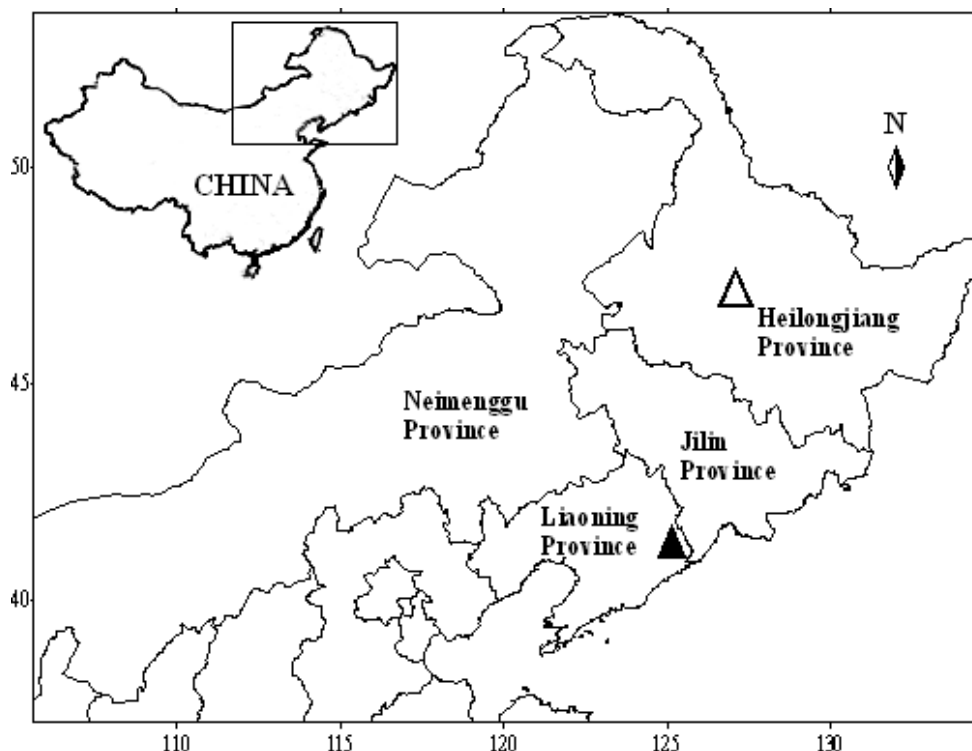 N
CHINA
50
Heilongjiang
Province
45
Neimenggu
Province
Jilin
Province
Liaoning
Province
40
110
115
120
125
130